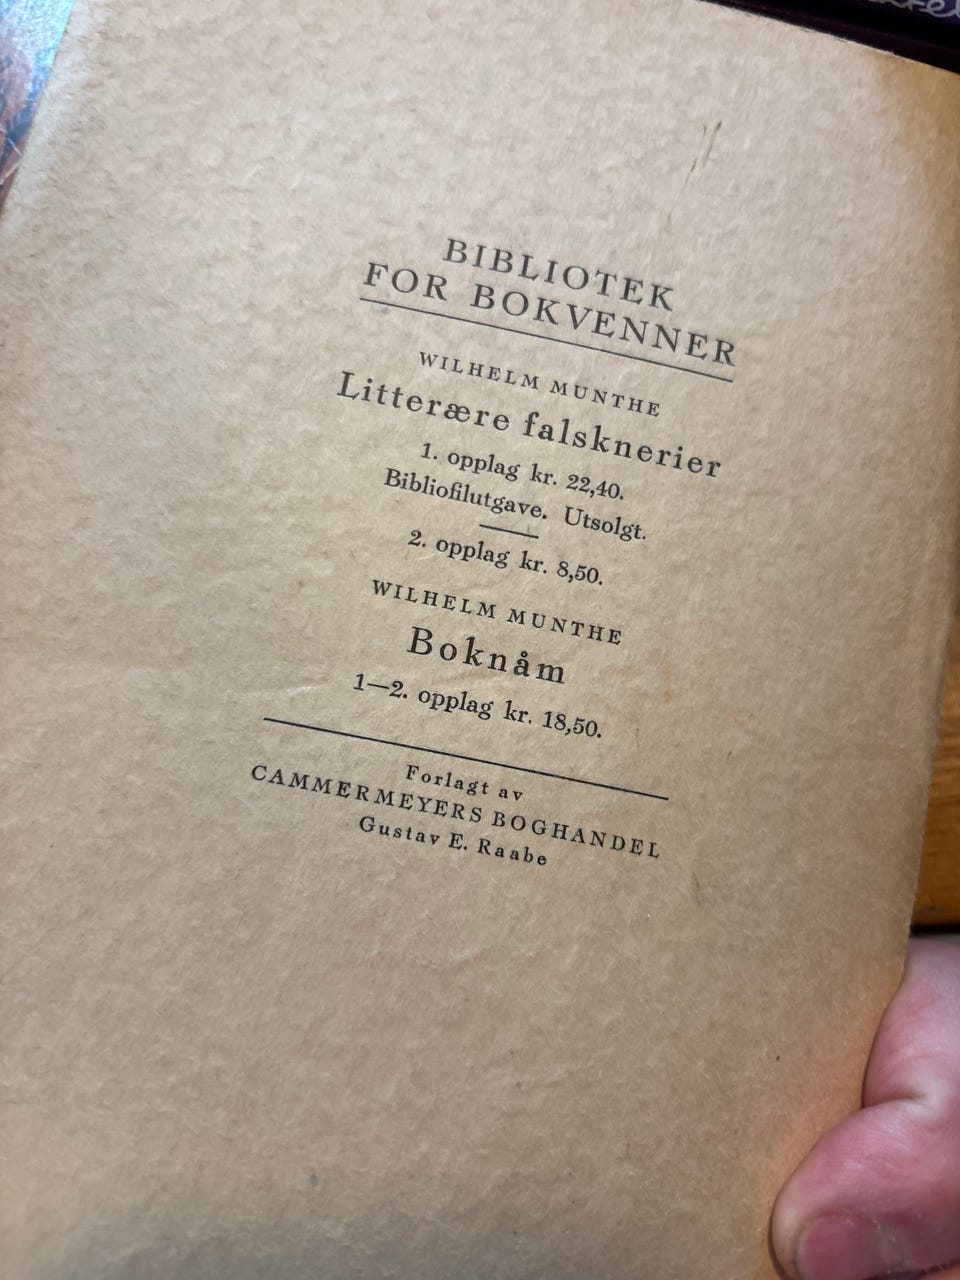 BIBLIOTEK
FOR BOKVENNER
WILHELM MUNTHE
Litterære falsknerier
1. opplag kr. 22,40.
Bibliofilutgave. Utsolgt.
2. opplag kr. 8,50.
WILHELM MUNTHE
Boknåm
1—2. opplag kr. 18,50.
Forlagt av
CAMMERMEYERS BOGHANDEL
Gustav E. Raabe